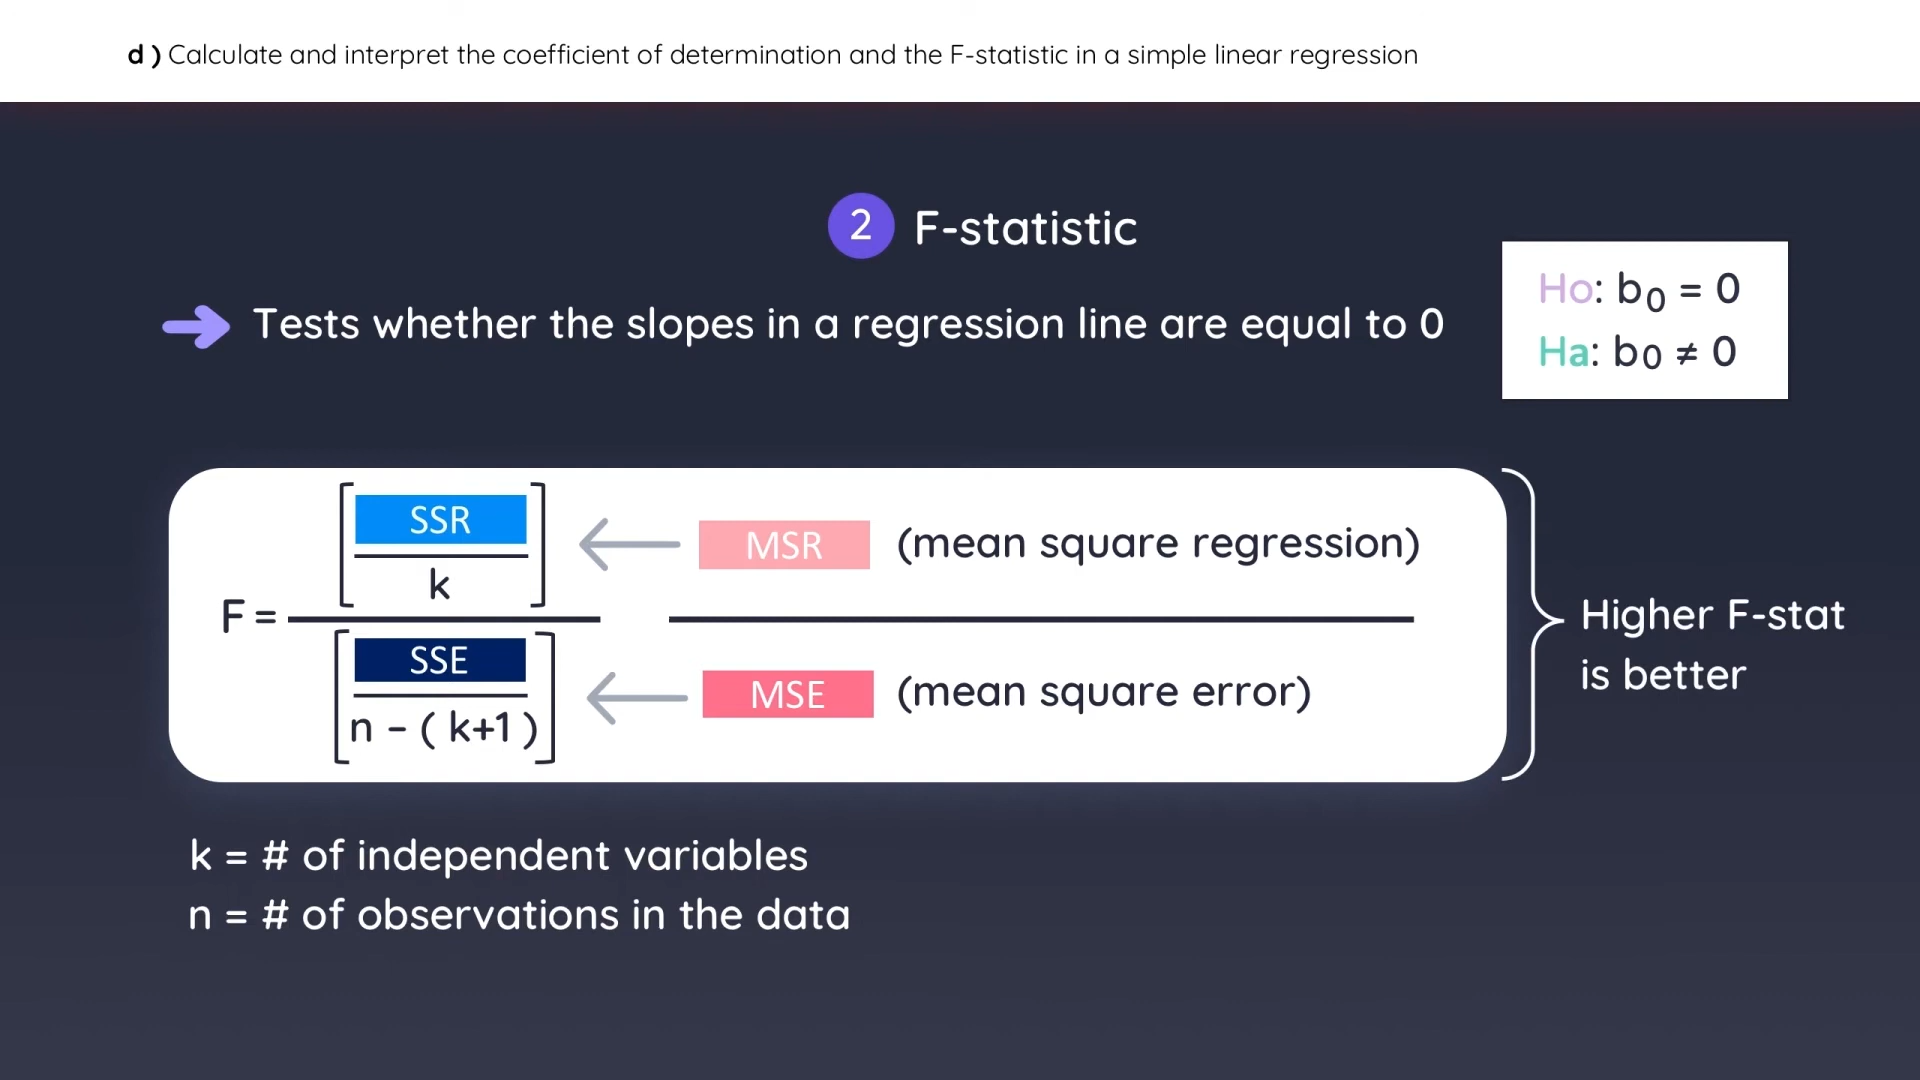 d ) Calculate and interpret the coefficient of determination and the F-statistic in a simple linear regression
2 F-statistic
Tests whether the slopes in a regression line are equal to 0
Ho: b₀ = 0
Ha: b₀ ≠ 0
SSR
k
MSR (mean square regression)
F =
SSE
n - ( k+1 )
MSE (mean square error)
Higher F-stat
is better
k = # of independent variables
n = # of observations in the data